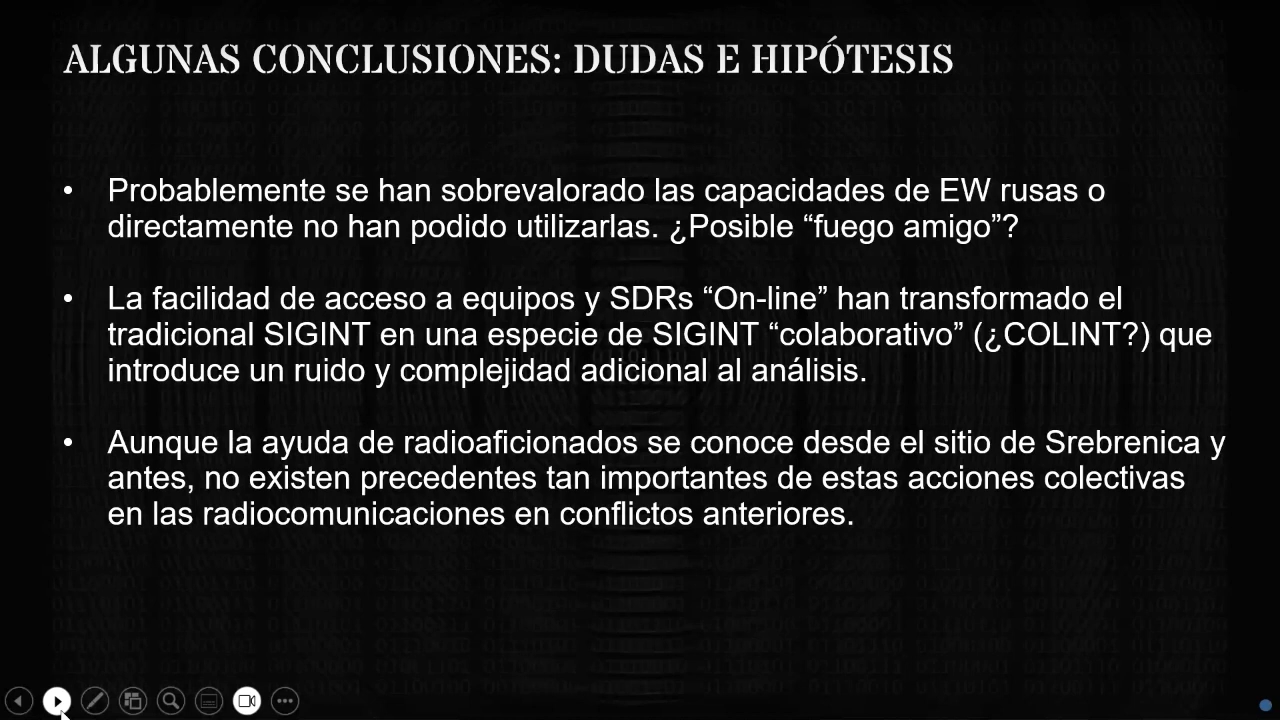 ALGUNAS CONCLUSIONES: DUDAS E HIPÓTESIS
• Probablemente se han sobrevalorado las capacidades de EW rusas o
directamente no han podido utilizarlas. ¿Posible “fuego amigo”?
• La facilidad de acceso a equipos y SDRs “On-line” han transformado el
tradicional SIGINT en una especie de SIGINT “colaborativo” (¿COLINT?) que
introduce un ruido y complejidad adicional al análisis.
• Aunque la ayuda de radioaficionados se conoce desde el sitio de Srebrenica y
antes, no existen precedentes tan importantes de estas acciones colectivas
en las radiocomunicaciones en conflictos anteriores.